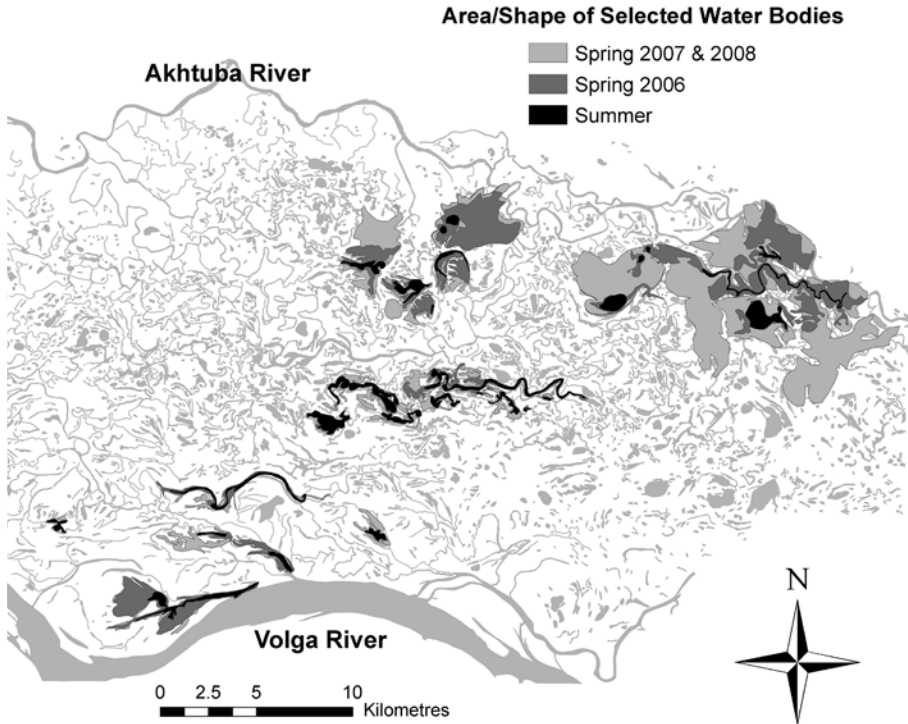 Area/Shape of Selected Water Bodies
Spring 2007 & 2008
Spring 2006
Summer
Akhtuba River
Volga River
N
0 2.5 5 10
Kilometres